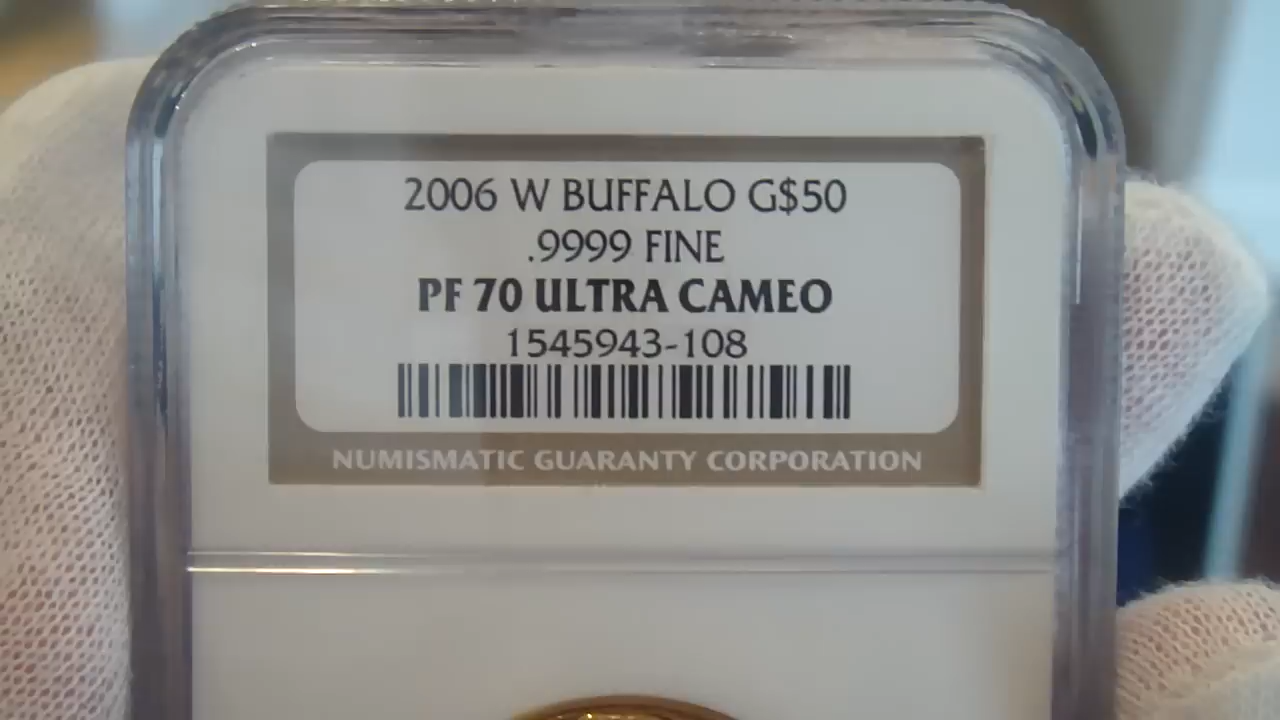 2006 W BUFFALO G$50
.9999 FINE
PF 70 ULTRA CAMEO
1545943-108
NUMISMATIC GUARANTY CORPORATION